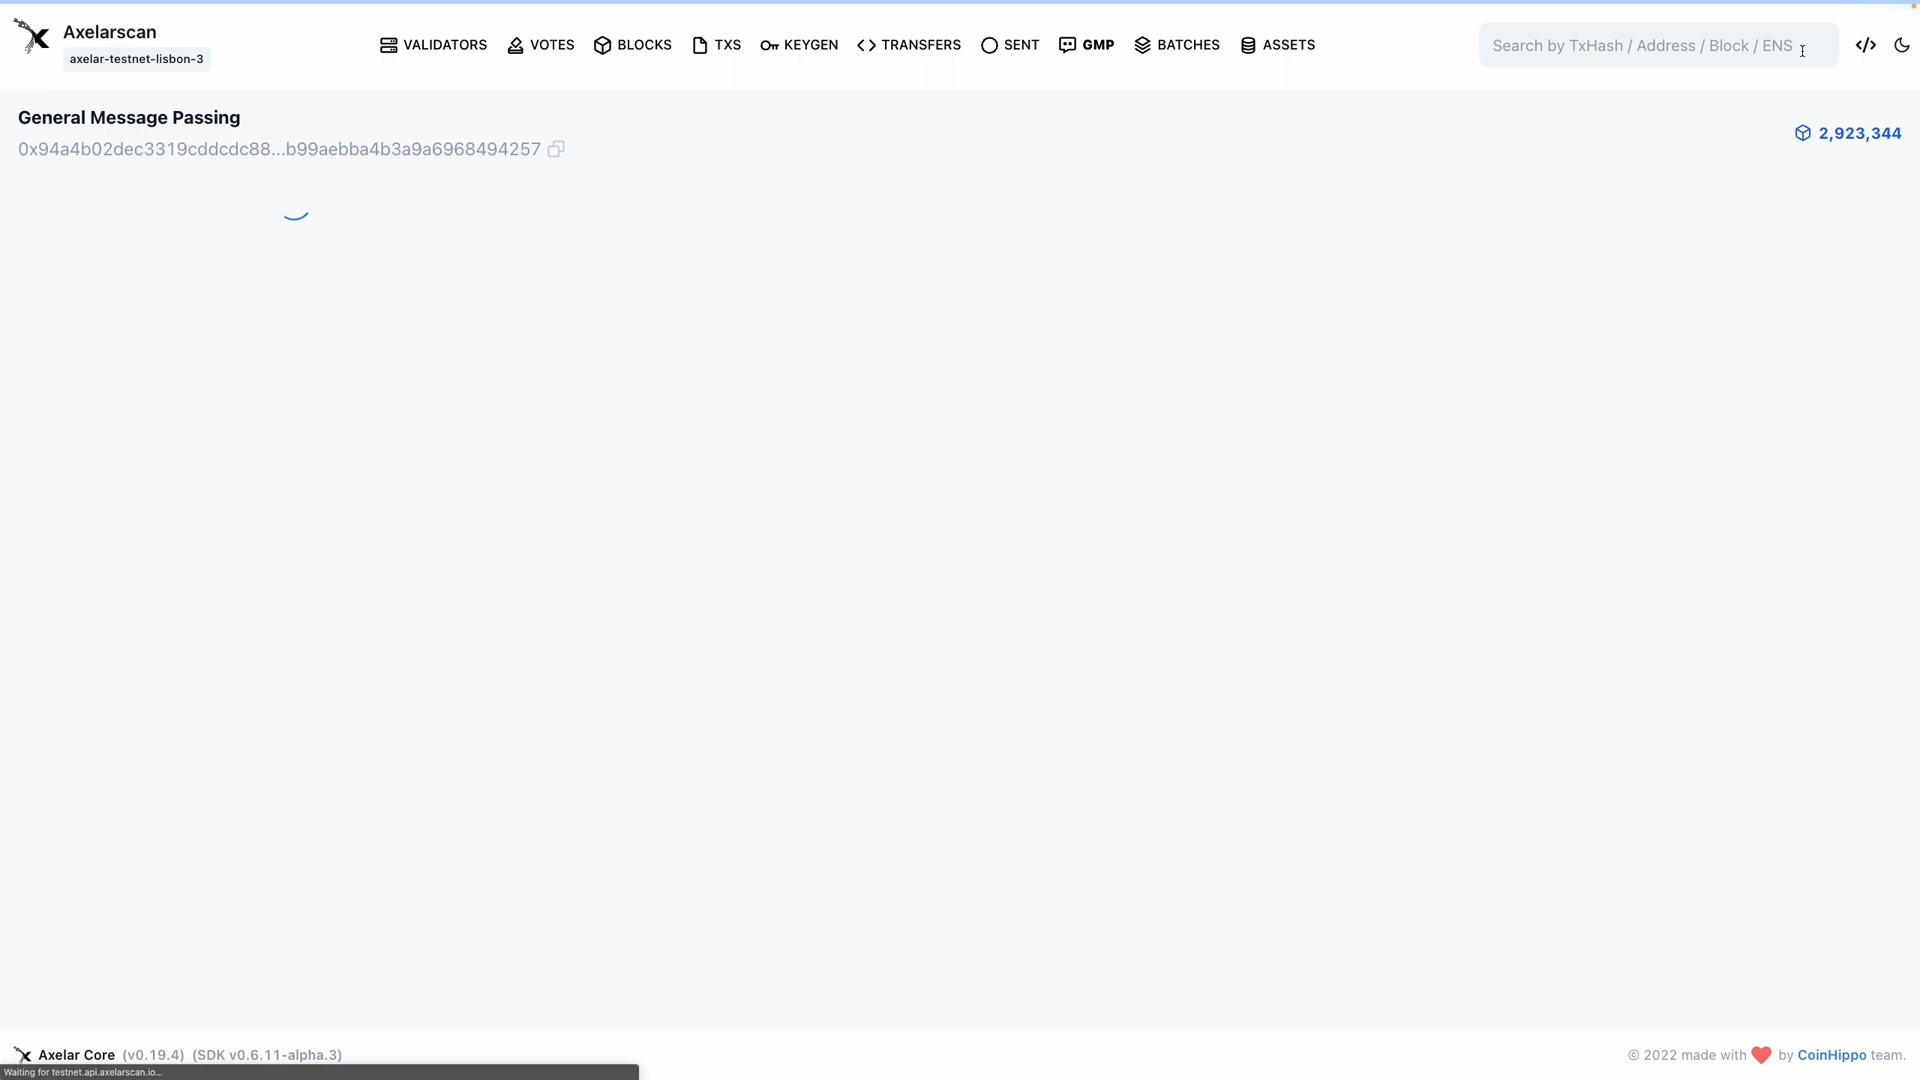 Axelarscan
axelar-testnet-lisbon-3
VALIDATORS VOTES BLOCKS TXS KEYGEN TRANSFERS SENT GMP BATCHES ASSETS
Search by TxHash / Address / Block / ENS
General Message Passing
0x94a4b02dec3319cddcdc88...b99aebba4b3a9a6968494257
2,923,344
Axelar Core (v0.19.4) (SDK v0.6.11-alpha.3)
© 2022 made with ❤️ by CoinHippo team.
Waiting for testnet.api.axelarscan.io...